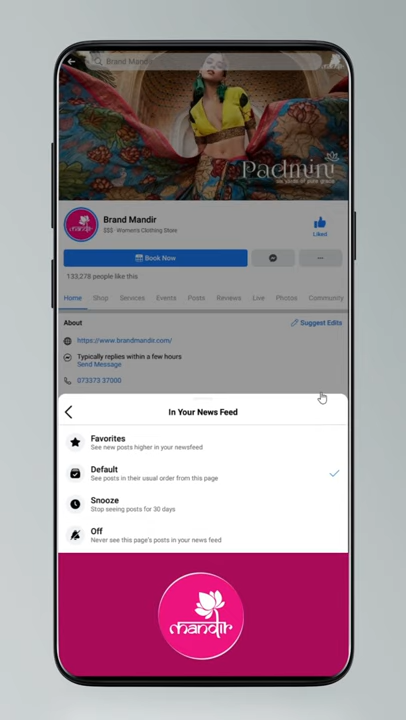 Brand Mandir
Padmini
mandir
Brand Mandir
$$$ · Women's Clothing Store
Liked
Book Now
133,278 people like this
Home Shop Services Events Posts Reviews Live Photos Community
About
Suggest Edits
https://www.brandmandir.com/
Typically replies within a few hours
Send Message
073373 37000
In Your News Feed
Favorites
See new posts higher in your newsfeed
Default
See posts in their usual order from this page
Snooze
Stop seeing posts for 30 days
Off
Never see this page's posts in your news feed
mandir